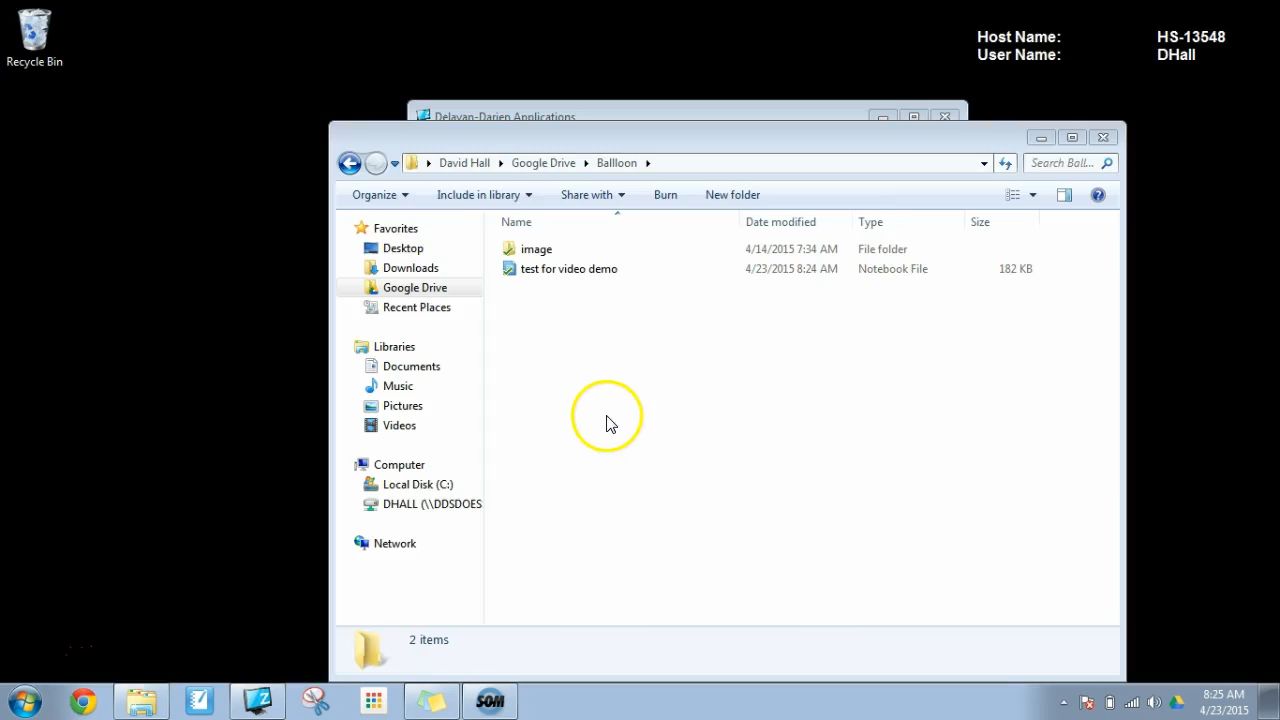 Recycle Bin
Host Name: HS-13548
User Name: DHall
Delavan-Darien Applications
David Hall Google Drive Ballloon
Search Ball...
Organize Include in library Share with Burn New folder
Name Date modified Type Size
image 4/14/2015 7:34 AM File folder
test for video demo 4/23/2015 8:24 AM Notebook File 182 KB
Favorites
Desktop
Downloads
Google Drive
Recent Places
Libraries
Documents
Music
Pictures
Videos
Computer
Local Disk (C:)
DHALL (\\DDSDOES
Network
2 items
SOM
8:25 AM
4/23/2015